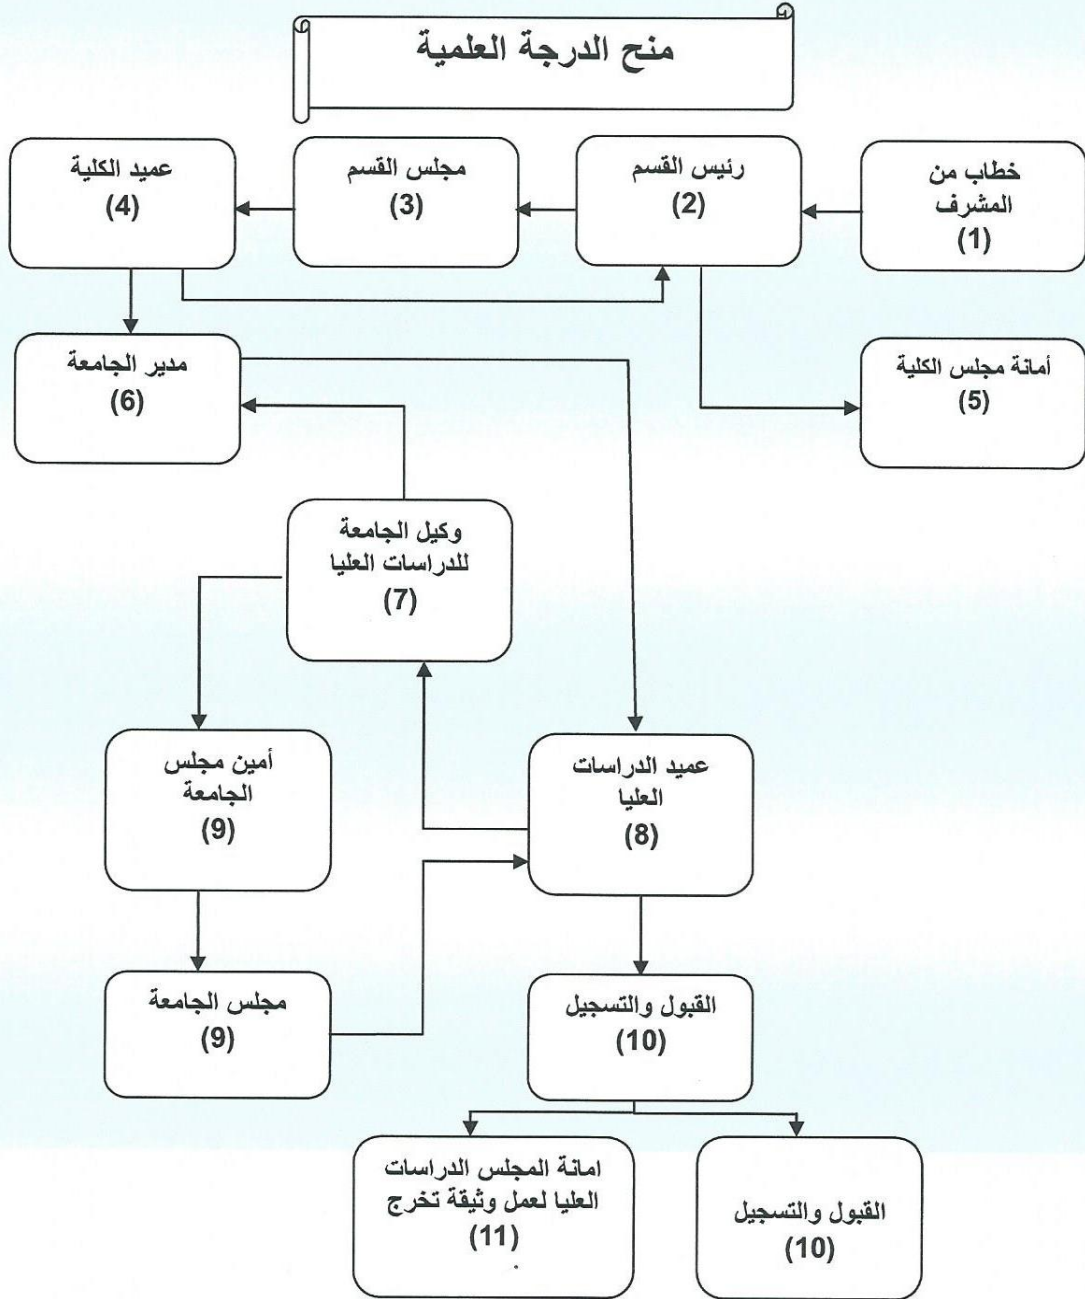 منح الدرجة العلمية
خطاب من
المشرف
(1)
رئيس القسم
(2)
مجلس القسم
(3)
عميد الكلية
(4)
أمانة مجلس الكلية
(5)
مدير الجامعة
(6)
وكيل الجامعة
للدراسات العليا
(7)
عميد الدراسات
العليا
(8)
أمين مجلس
الجامعة
(9)
مجلس الجامعة
(9)
القبول والتسجيل
(10)
القبول والتسجيل
(10)
امانة المجلس الدراسات
العليا لعمل وثيقة تخرج
(11)